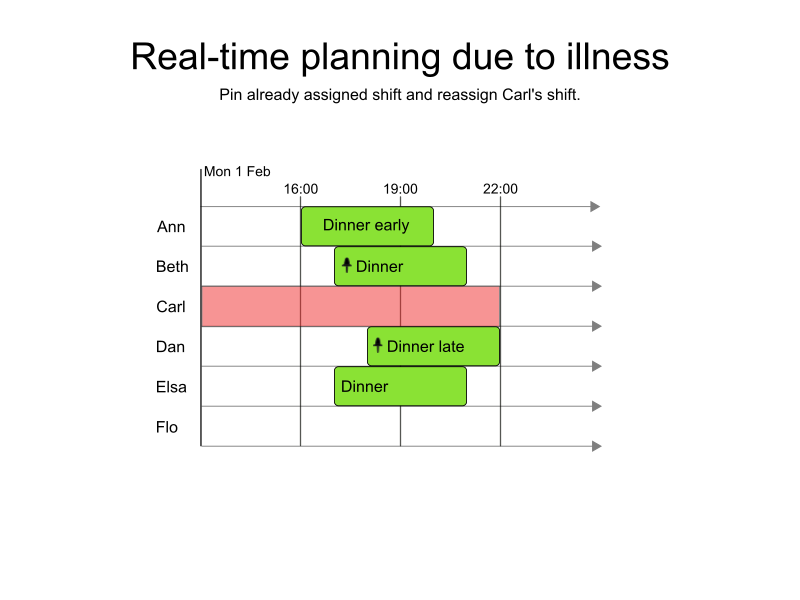 Real-time planning due to illness
Pin already assigned shift and reassign Carl's shift.
Mon 1 Feb
16:00 19:00 22:00
Ann Dinner early
Beth Dinner
Carl
Dan Dinner late
Elsa Dinner
Flo